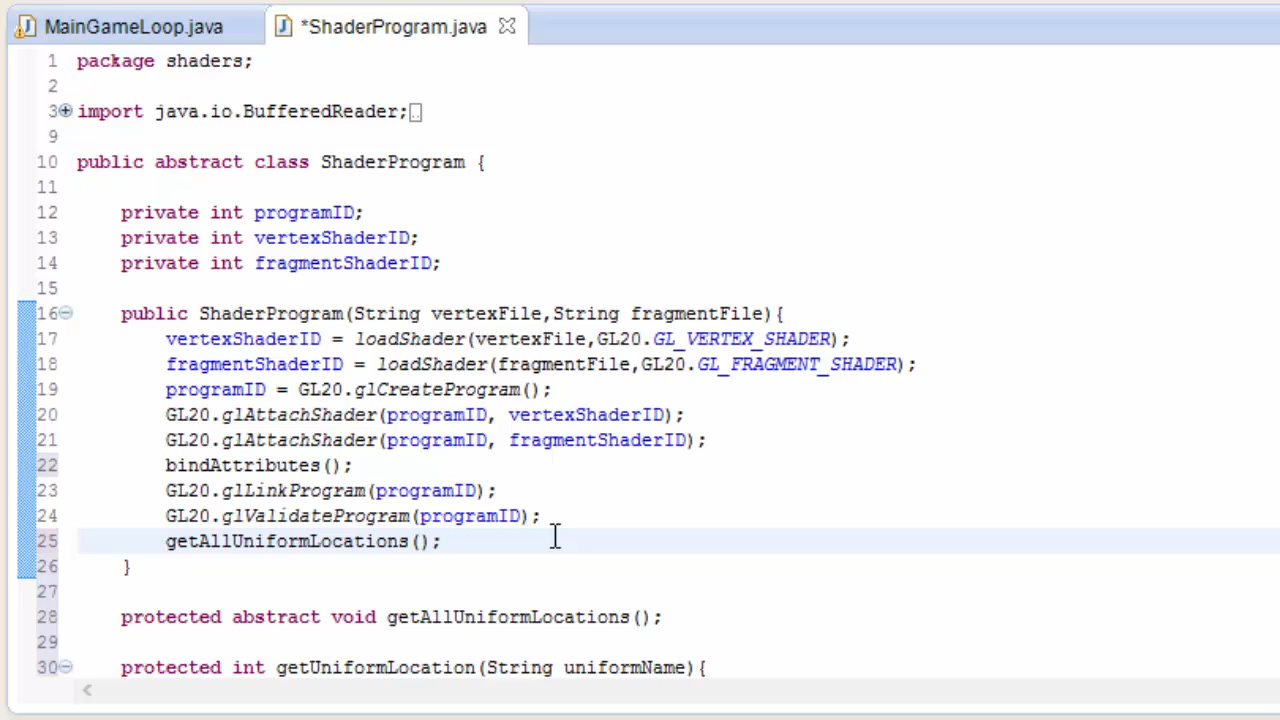 MainGameLoop.java *ShaderProgram.java
1 package shaders;
2
3 import java.io.BufferedReader;
9
10 public abstract class ShaderProgram {
11
12 private int programID;
13 private int vertexShaderID;
14 private int fragmentShaderID;
15
16 public ShaderProgram(String vertexFile,String fragmentFile){
17 vertexShaderID = loadShader(vertexFile,GL20.GL_VERTEX_SHADER);
18 fragmentShaderID = loadShader(fragmentFile,GL20.GL_FRAGMENT_SHADER);
19 programID = GL20.glCreateProgram();
20 GL20.glAttachShader(programID, vertexShaderID);
21 GL20.glAttachShader(programID, fragmentShaderID);
22 bindAttributes();
23 GL20.glLinkProgram(programID);
24 GL20.glValidateProgram(programID);
25 getAllUniformLocations();
26 }
27
28 protected abstract void getAllUniformLocations();
29
30 protected int getUniformLocation(String uniformName){